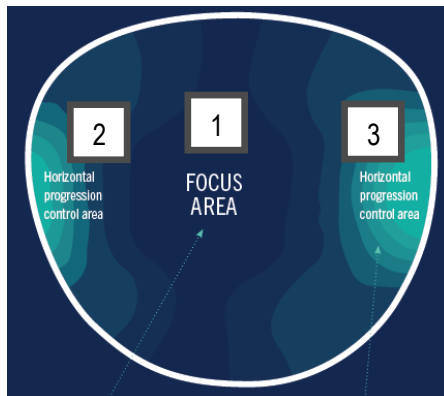 1
2
3
FOCUS
AREA
Horizontal
progression
control area
Horizontal
progression
control area